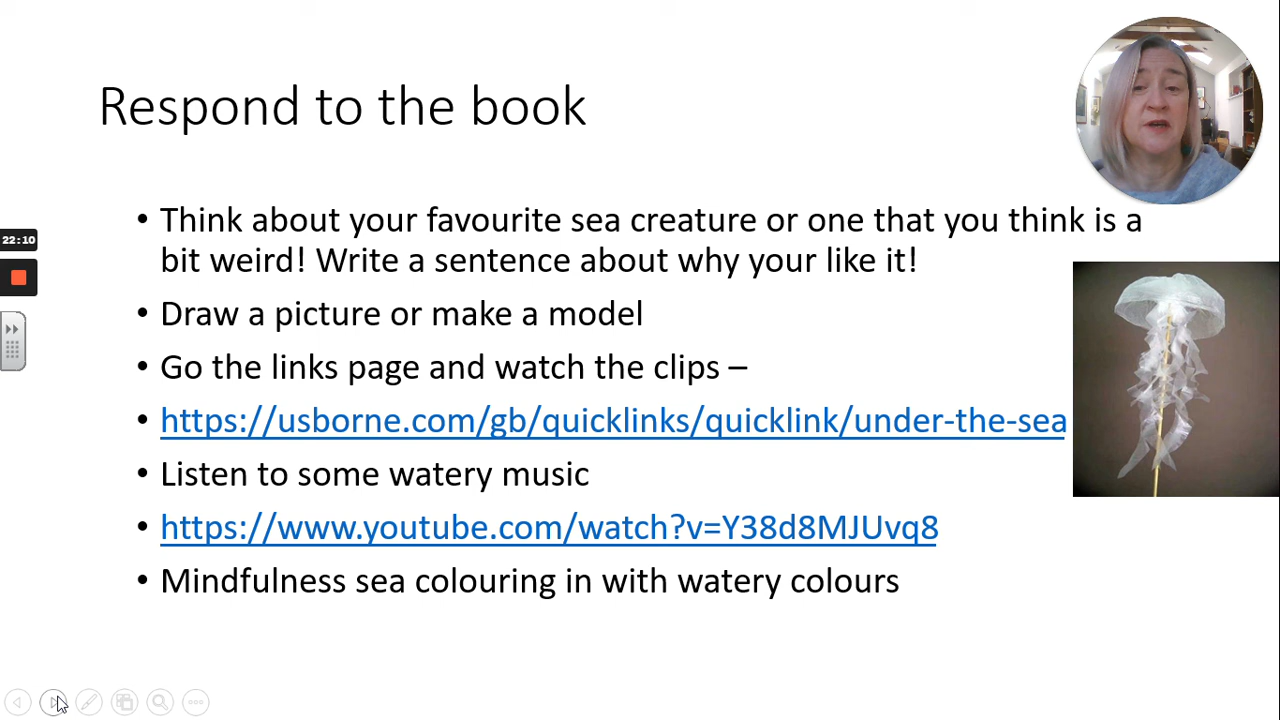 Respond to the book
• Think about your favourite sea creature or one that you think is a
bit weird! Write a sentence about why your like it!
• Draw a picture or make a model
• Go the links page and watch the clips –
• https://usborne.com/gb/quicklinks/quicklink/under-the-sea
• Listen to some watery music
• https://www.youtube.com/watch?v=Y38d8MJUvq8
• Mindfulness sea colouring in with watery colours
22:10